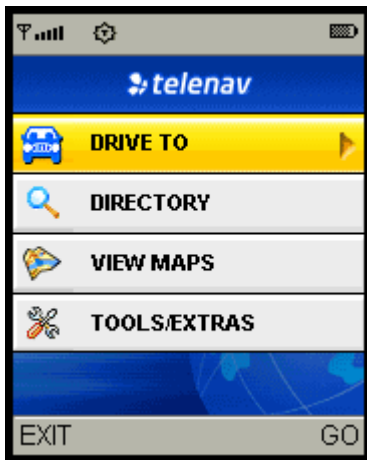 telenav
DRIVE TO
DIRECTORY
VIEW MAPS
TOOLS/EXTRAS
EXIT GO